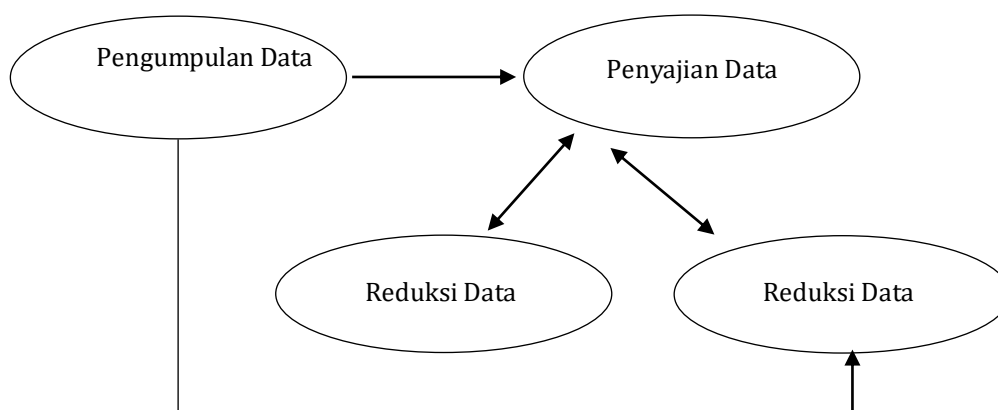 Pengumpulan Data
Penyajian Data
Reduksi Data
Reduksi Data